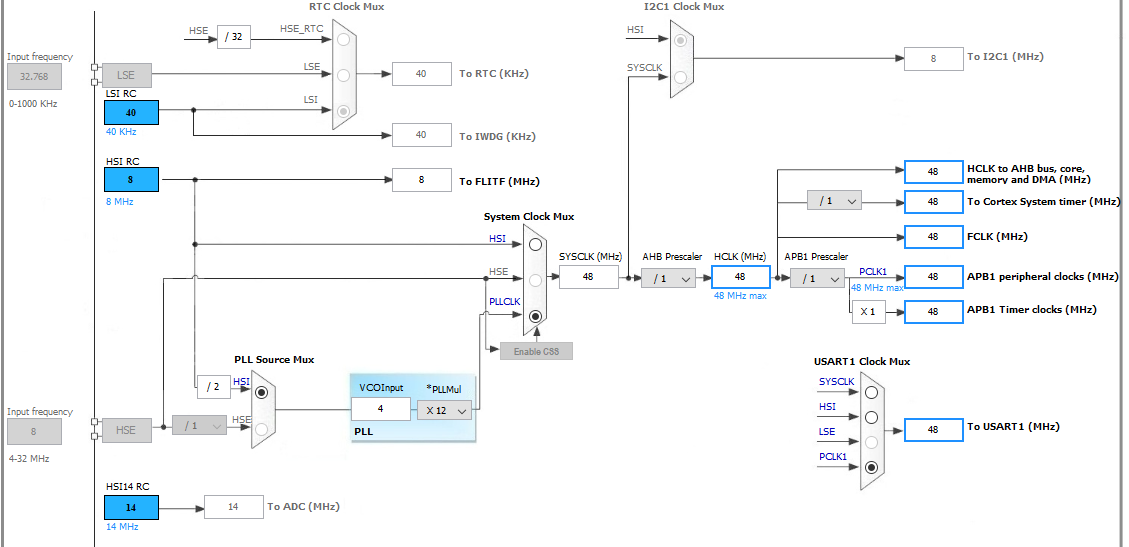 RTC Clock Mux
I2C1 Clock Mux
HSE
/ 32
HSE_RTC
HSI
Input frequency
32.768
0-1000 KHz
LSE
LSE
40
To RTC (KHz)
SYSCLK
8
To I2C1 (MHz)
LSI RC
40
40 KHz
LSI
40
To IWDG (KHz)
HSI RC
8
8 MHz
8
To FLITF (MHz)
System Clock Mux
HSI
HSE
PLLCLK
SYSCLK (MHz)
48
AHB Prescaler
/ 1
HCLK (MHz)
48
48 MHz max
APB1 Prescaler
/ 1
48
HCLK to AHB bus, core,
memory and DMA (MHz)
/ 1
48
To Cortex System timer (MHz)
48
FCLK (MHz)
PCLK1
48 MHz max
48
APB1 peripheral clocks (MHz)
X 1
48
APB1 Timer clocks (MHz)
Enable CSS
PLL Source Mux
/ 2
HSI
HSE
/ 1
VCOInput
4
*PLLMul
X 12
PLL
Input frequency
8
4-32 MHz
HSE
USART1 Clock Mux
SYSCLK
HSI
LSE
PCLK1
48
To USART1 (MHz)
HSI14 RC
14
14 MHz
14
To ADC (MHz)